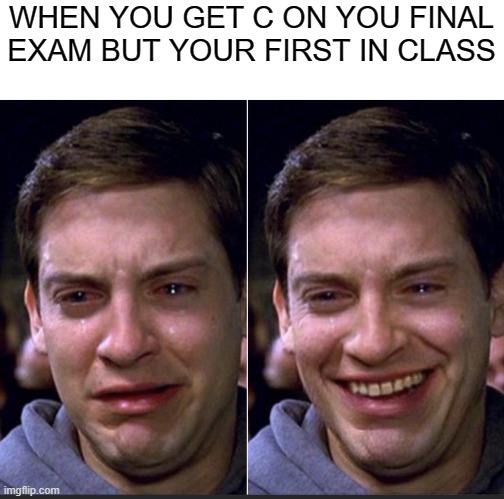 WHEN YOU GET C ON YOU FINAL
EXAM BUT YOUR FIRST IN CLASS
imgflip.com